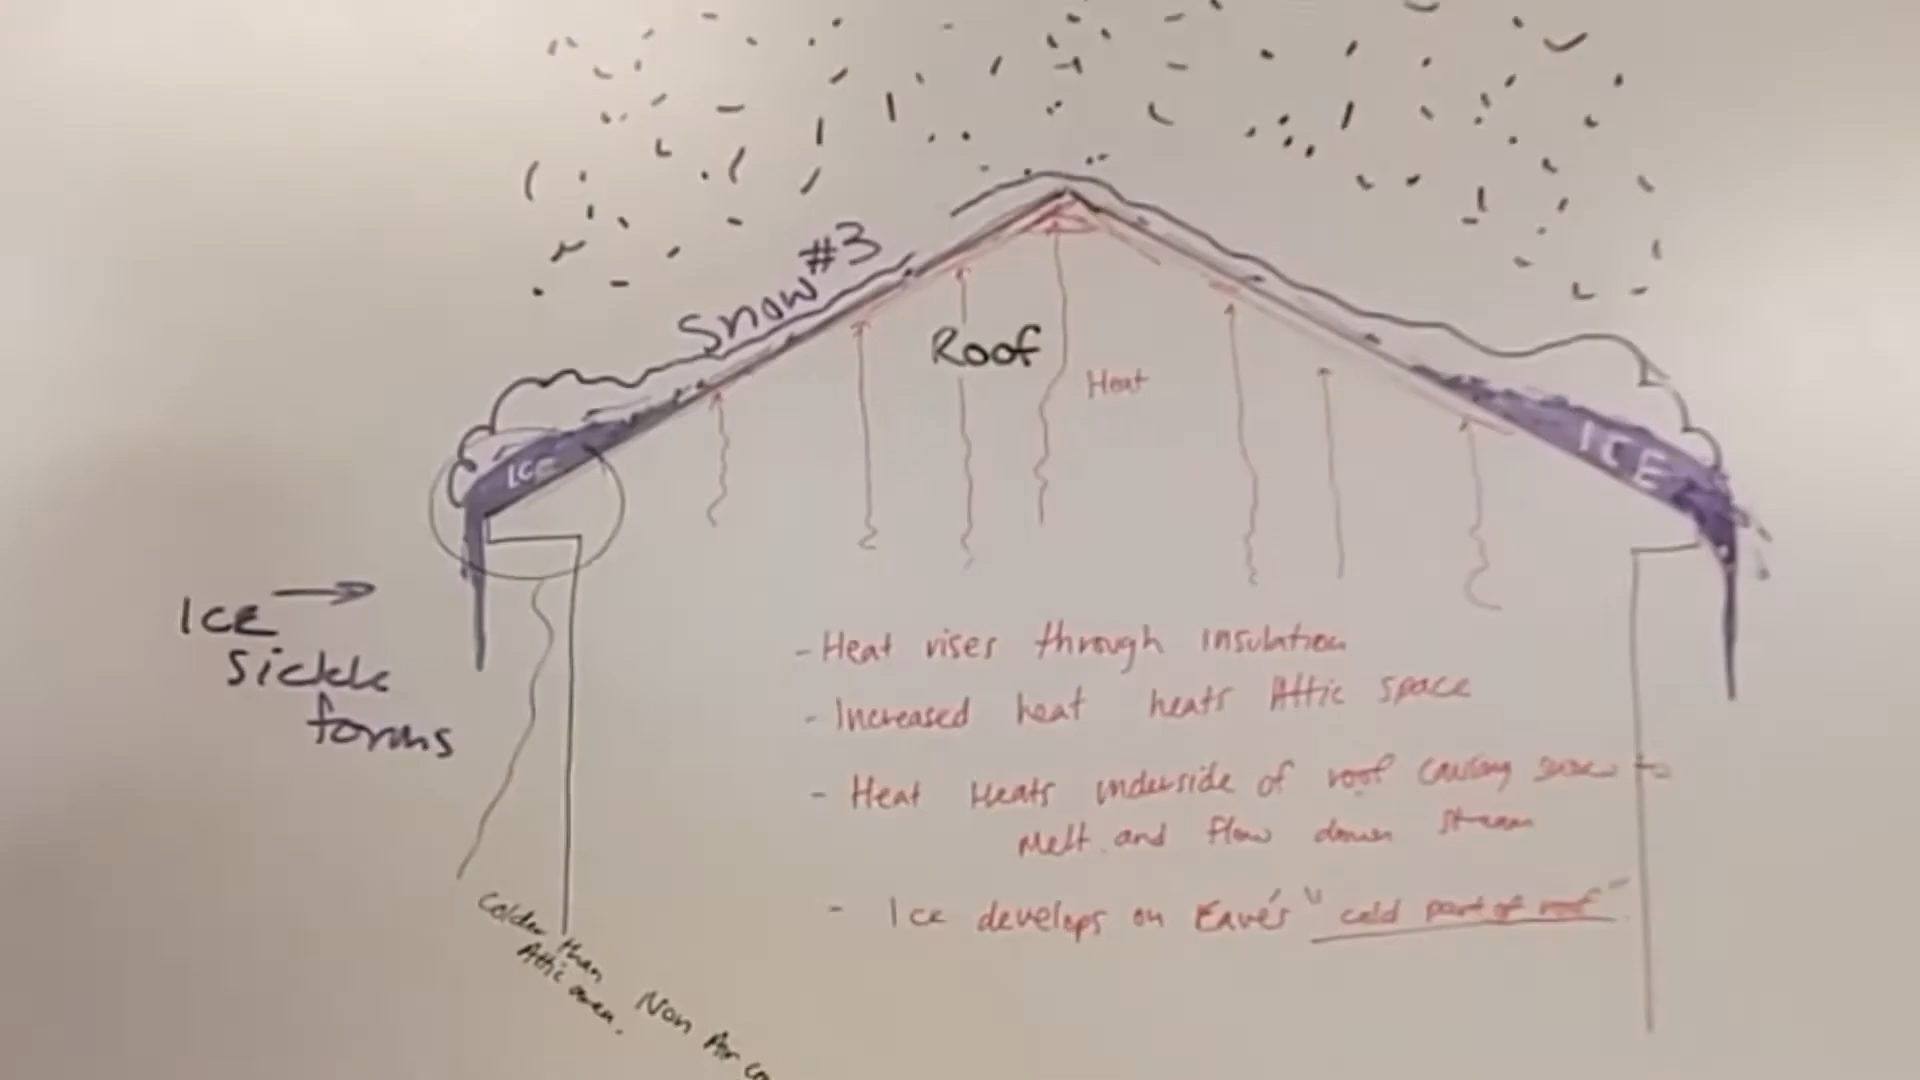 Snow #3
Roof
Heat
ICE
ICE
ICE
Sickle
forms
- Heat rises through insulation
- Increased heat heats Attic space
- Heat Heats underside of roof causing snow to
melt and flow down stream
- Ice develops on Eave's "cold part of roof"
Colder than
Attic area.
Non Air